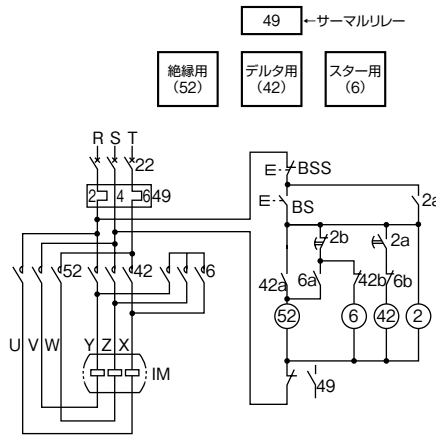 49
サーマルリレー
絶縁用
(52)
デルタ用
(42)
スター用
(6)
R S T
22
2 4 6 49
BSS
BS
2a
2b
2a
52
42
6
42a
6a
42b
6b
52
6
42
2
U V W
Y Z X
IM
49